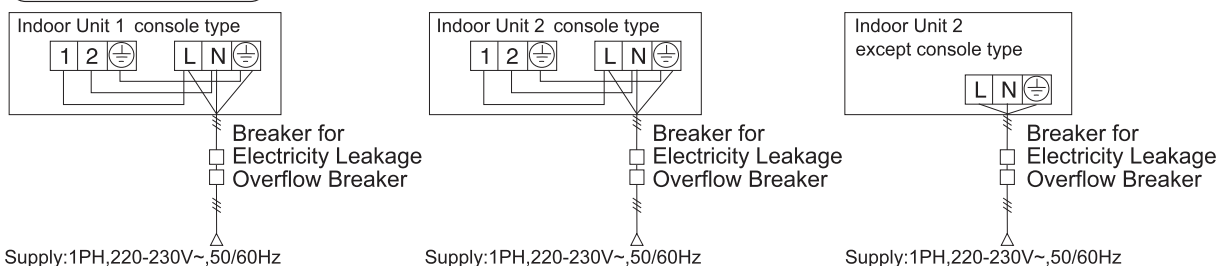 Indoor Unit 1 console type
1 2 L N
Breaker for
Electricity Leakage
Overflow Breaker
Supply:1PH,220-230V~,50/60Hz
Indoor Unit 2 console type
1 2 L N
Breaker for
Electricity Leakage
Overflow Breaker
Supply:1PH,220-230V~,50/60Hz
Indoor Unit 2
except console type
L N
Breaker for
Electricity Leakage
Overflow Breaker
Supply:1PH,220-230V~,50/60Hz